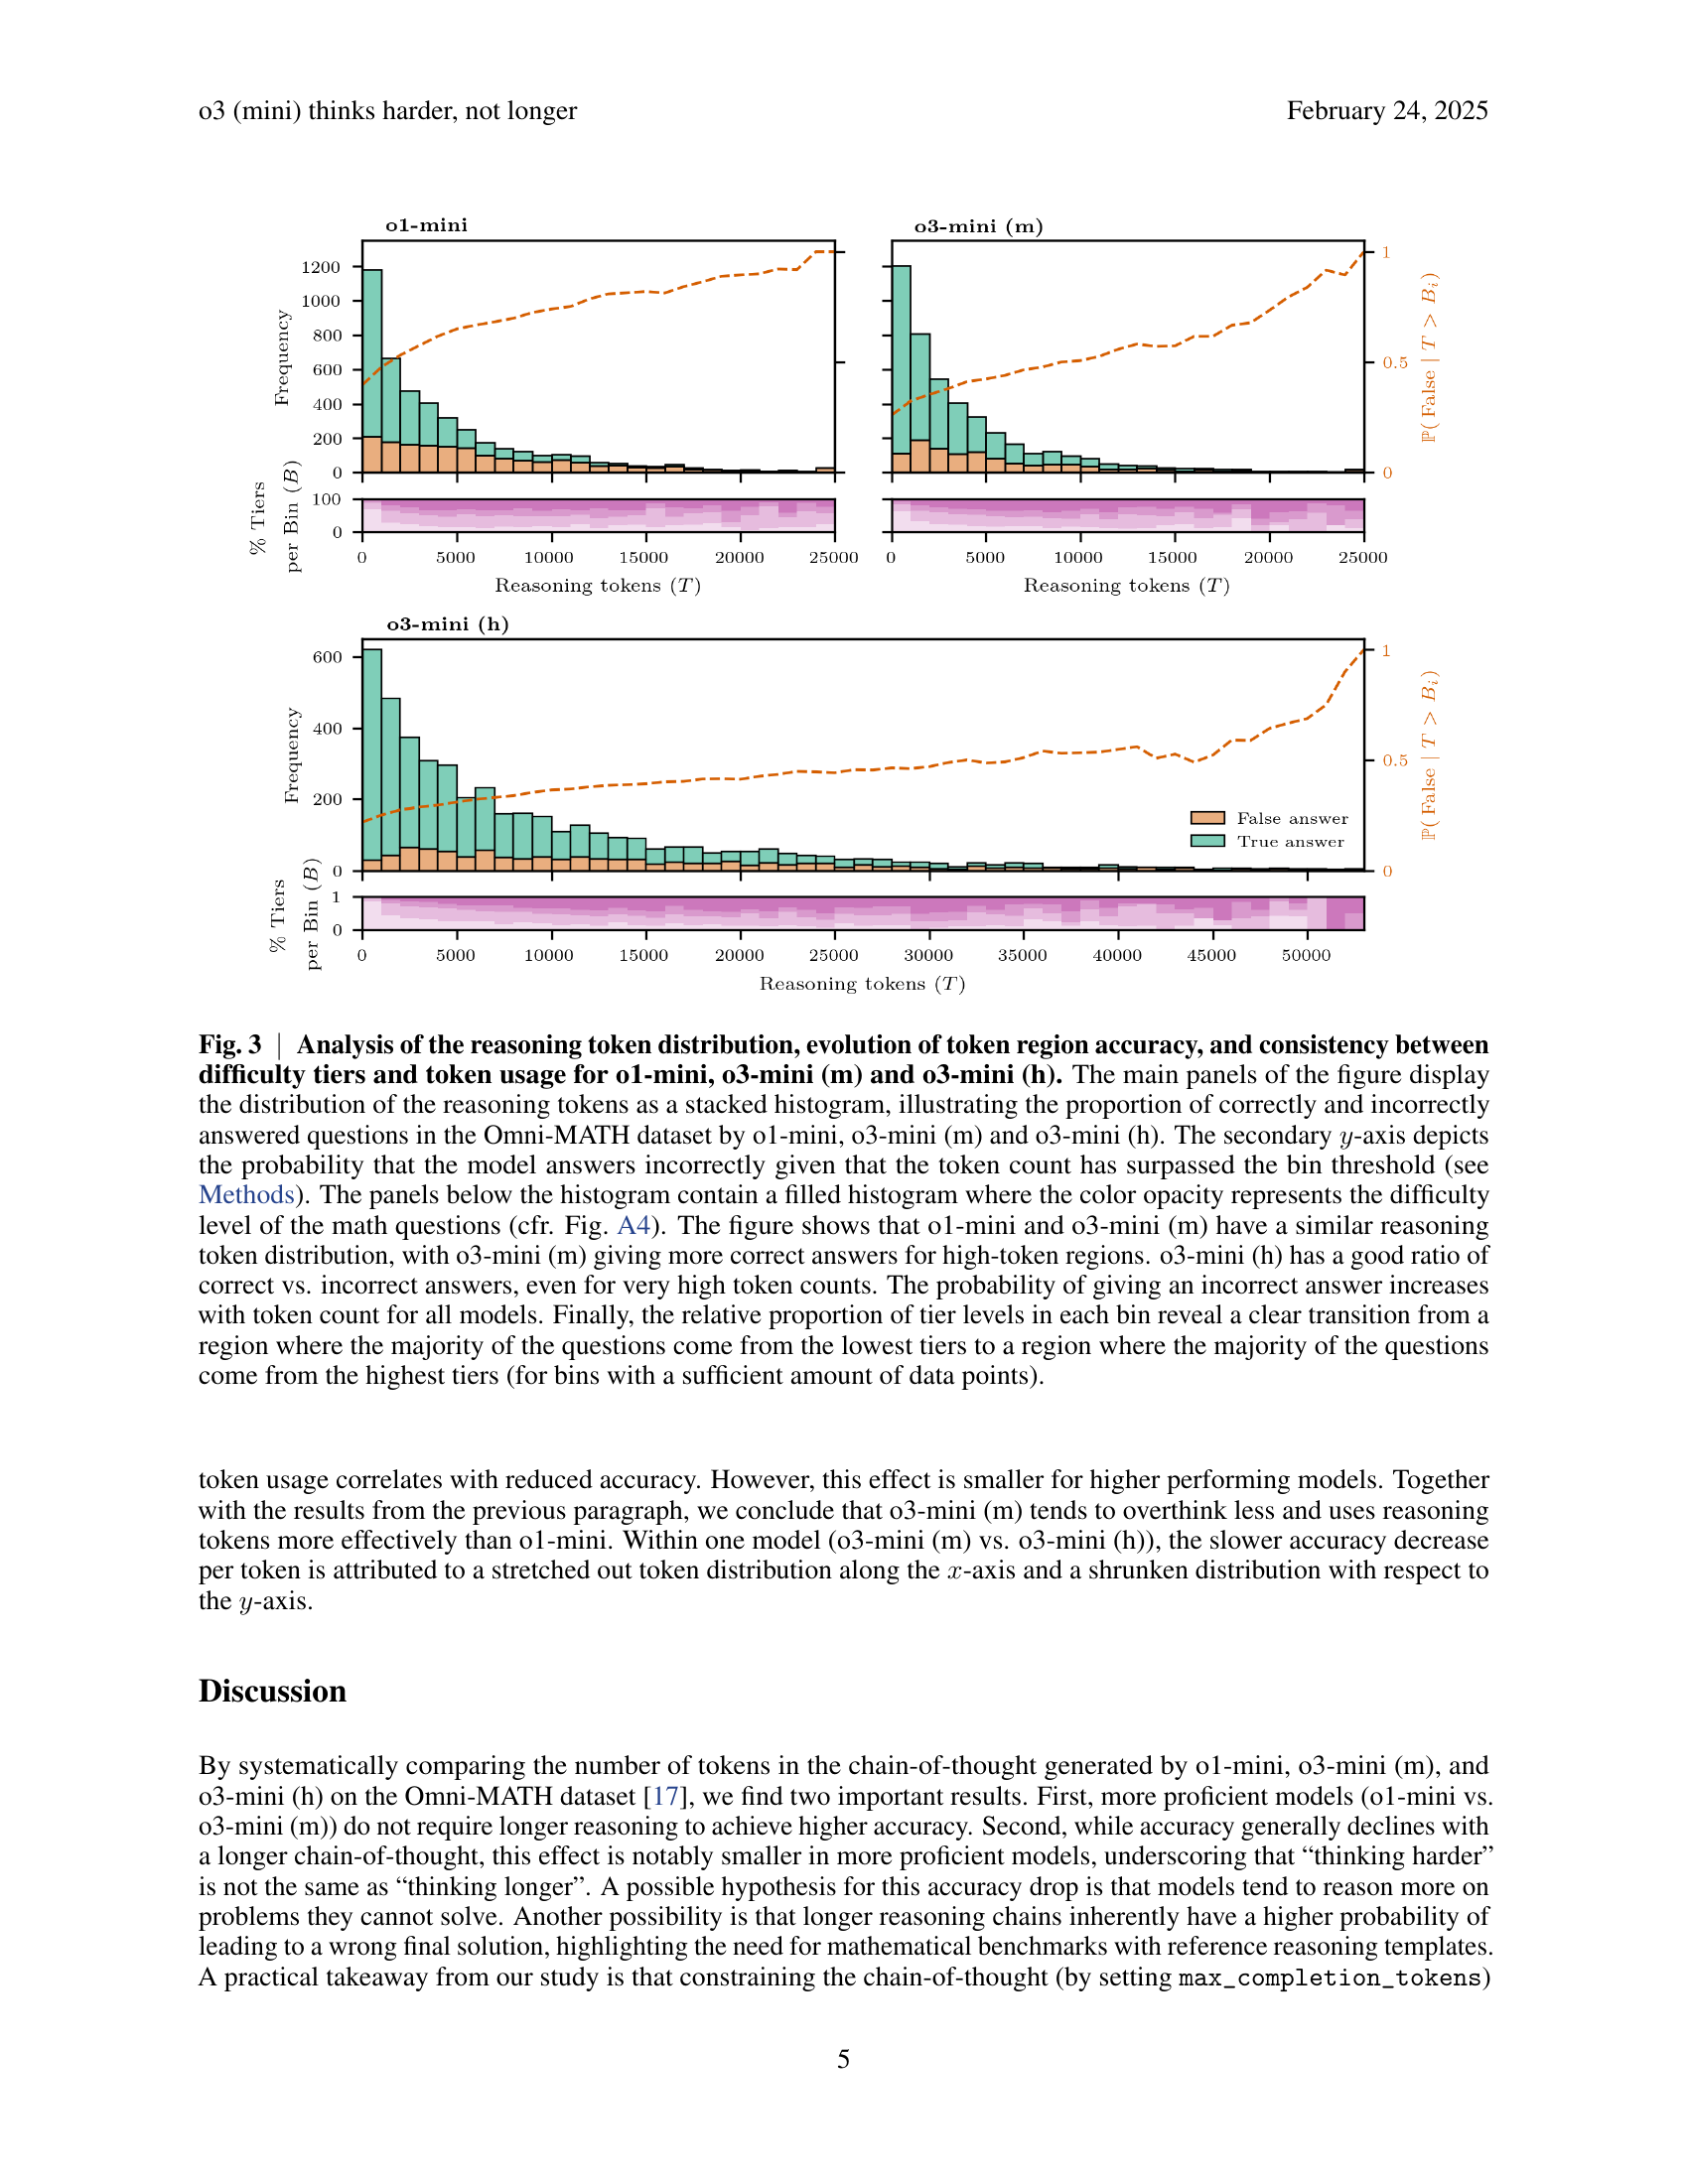 o3 (mini) thinks harder, not longer
February 24, 2025
o1-mini
o3-mini (m)
1200
1000
800
600
400
200
0
Frequency
1
0.5
0
ℙ( False | T > Bᵢ)
100
0
% Tiers
per Bin (B)
0 5000 10000 15000 20000 25000
0 5000 10000 15000 20000 25000
Reasoning tokens (T)
Reasoning tokens (T)
o3-mini (h)
600
400
200
0
Frequency
1
0.5
0
ℙ( False | T > Bᵢ)
False answer
True answer
1
0
% Tiers
per Bin (B)
0 5000 10000 15000 20000 25000 30000 35000 40000 45000 50000
Reasoning tokens (T)
Fig. 3 | Analysis of the reasoning token distribution, evolution of token region accuracy, and consistency between
difficulty tiers and token usage for o1-mini, o3-mini (m) and o3-mini (h). The main panels of the figure display
the distribution of the reasoning tokens as a stacked histogram, illustrating the proportion of correctly and incorrectly
answered questions in the Omni-MATH dataset by o1-mini, o3-mini (m) and o3-mini (h). The secondary y-axis depicts
the probability that the model answers incorrectly given that the token count has surpassed the bin threshold (see
Methods). The panels below the histogram contain a filled histogram where the color opacity represents the difficulty
level of the math questions (cfr. Fig. A4). The figure shows that o1-mini and o3-mini (m) have a similar reasoning
token distribution, with o3-mini (m) giving more correct answers for high-token regions. o3-mini (h) has a good ratio of
correct vs. incorrect answers, even for very high token counts. The probability of giving an incorrect answer increases
with token count for all models. Finally, the relative proportion of tier levels in each bin reveal a clear transition from a
region where the majority of the questions come from the lowest tiers to a region where the majority of the questions
come from the highest tiers (for bins with a sufficient amount of data points).
token usage correlates with reduced accuracy. However, this effect is smaller for higher performing models. Together
with the results from the previous paragraph, we conclude that o3-mini (m) tends to overthink less and uses reasoning
tokens more effectively than o1-mini. Within one model (o3-mini (m) vs. o3-mini (h)), the slower accuracy decrease
per token is attributed to a stretched out token distribution along the x-axis and a shrunken distribution with respect to
the y-axis.
Discussion
By systematically comparing the number of tokens in the chain-of-thought generated by o1-mini, o3-mini (m), and
o3-mini (h) on the Omni-MATH dataset [17], we find two important results. First, more proficient models (o1-mini vs.
o3-mini (m)) do not require longer reasoning to achieve higher accuracy. Second, while accuracy generally declines with
a longer chain-of-thought, this effect is notably smaller in more proficient models, underscoring that “thinking harder”
is not the same as “thinking longer”. A possible hypothesis for this accuracy drop is that models tend to reason more on
problems they cannot solve. Another possibility is that longer reasoning chains inherently have a higher probability of
leading to a wrong final solution, highlighting the need for mathematical benchmarks with reference reasoning templates.
A practical takeaway from our study is that constraining the chain-of-thought (by setting max_completion_tokens)
5